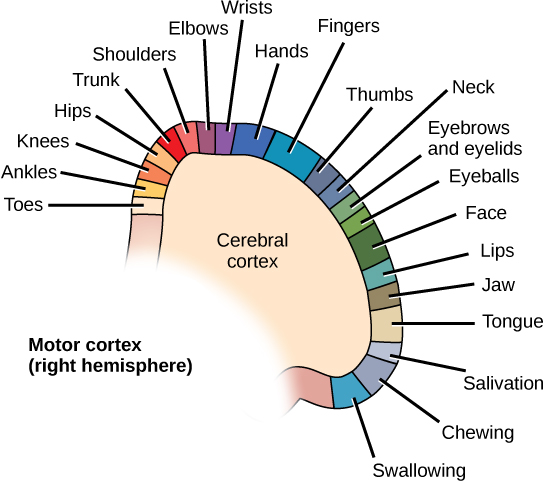 Wrists
Elbows
Fingers
Shoulders
Hands
Trunk
Thumbs
Neck
Hips
Eyebrows
and eyelids
Knees
Ankles
Eyeballs
Toes
Face
Cerebral
cortex
Lips
Jaw
Tongue
Motor cortex
(right hemisphere)
Salivation
Chewing
Swallowing